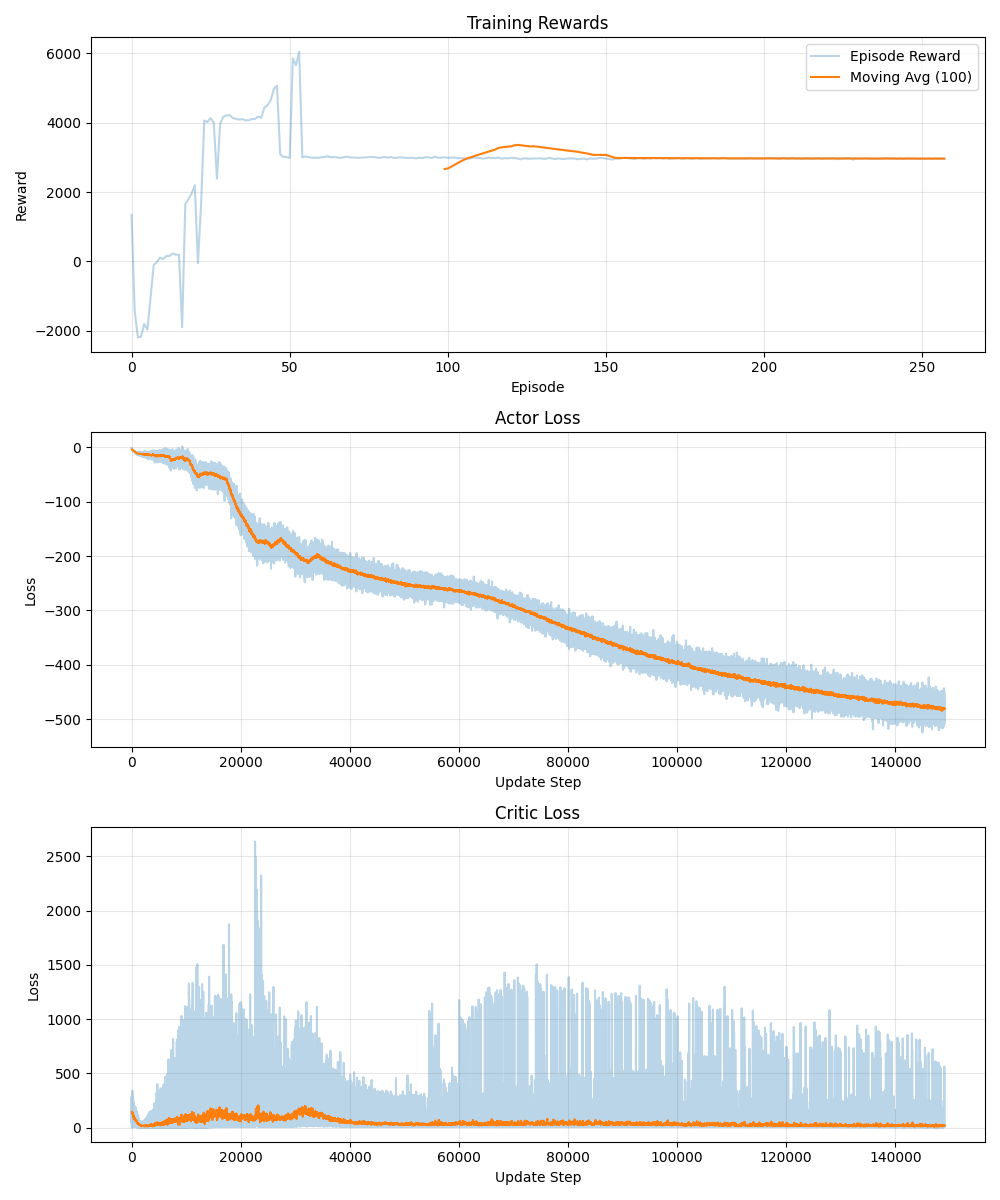 Training Rewards
Reward
6000
4000
2000
0
−2000
Episode Reward
Moving Avg (100)
0 50 100 150 200 250
Episode
Actor Loss
Loss
0
−100
−200
−300
−400
−500
0 20000 40000 60000 80000 100000 120000 140000
Update Step
Critic Loss
Loss
2500
2000
1500
1000
500
0
0 20000 40000 60000 80000 100000 120000 140000
Update Step